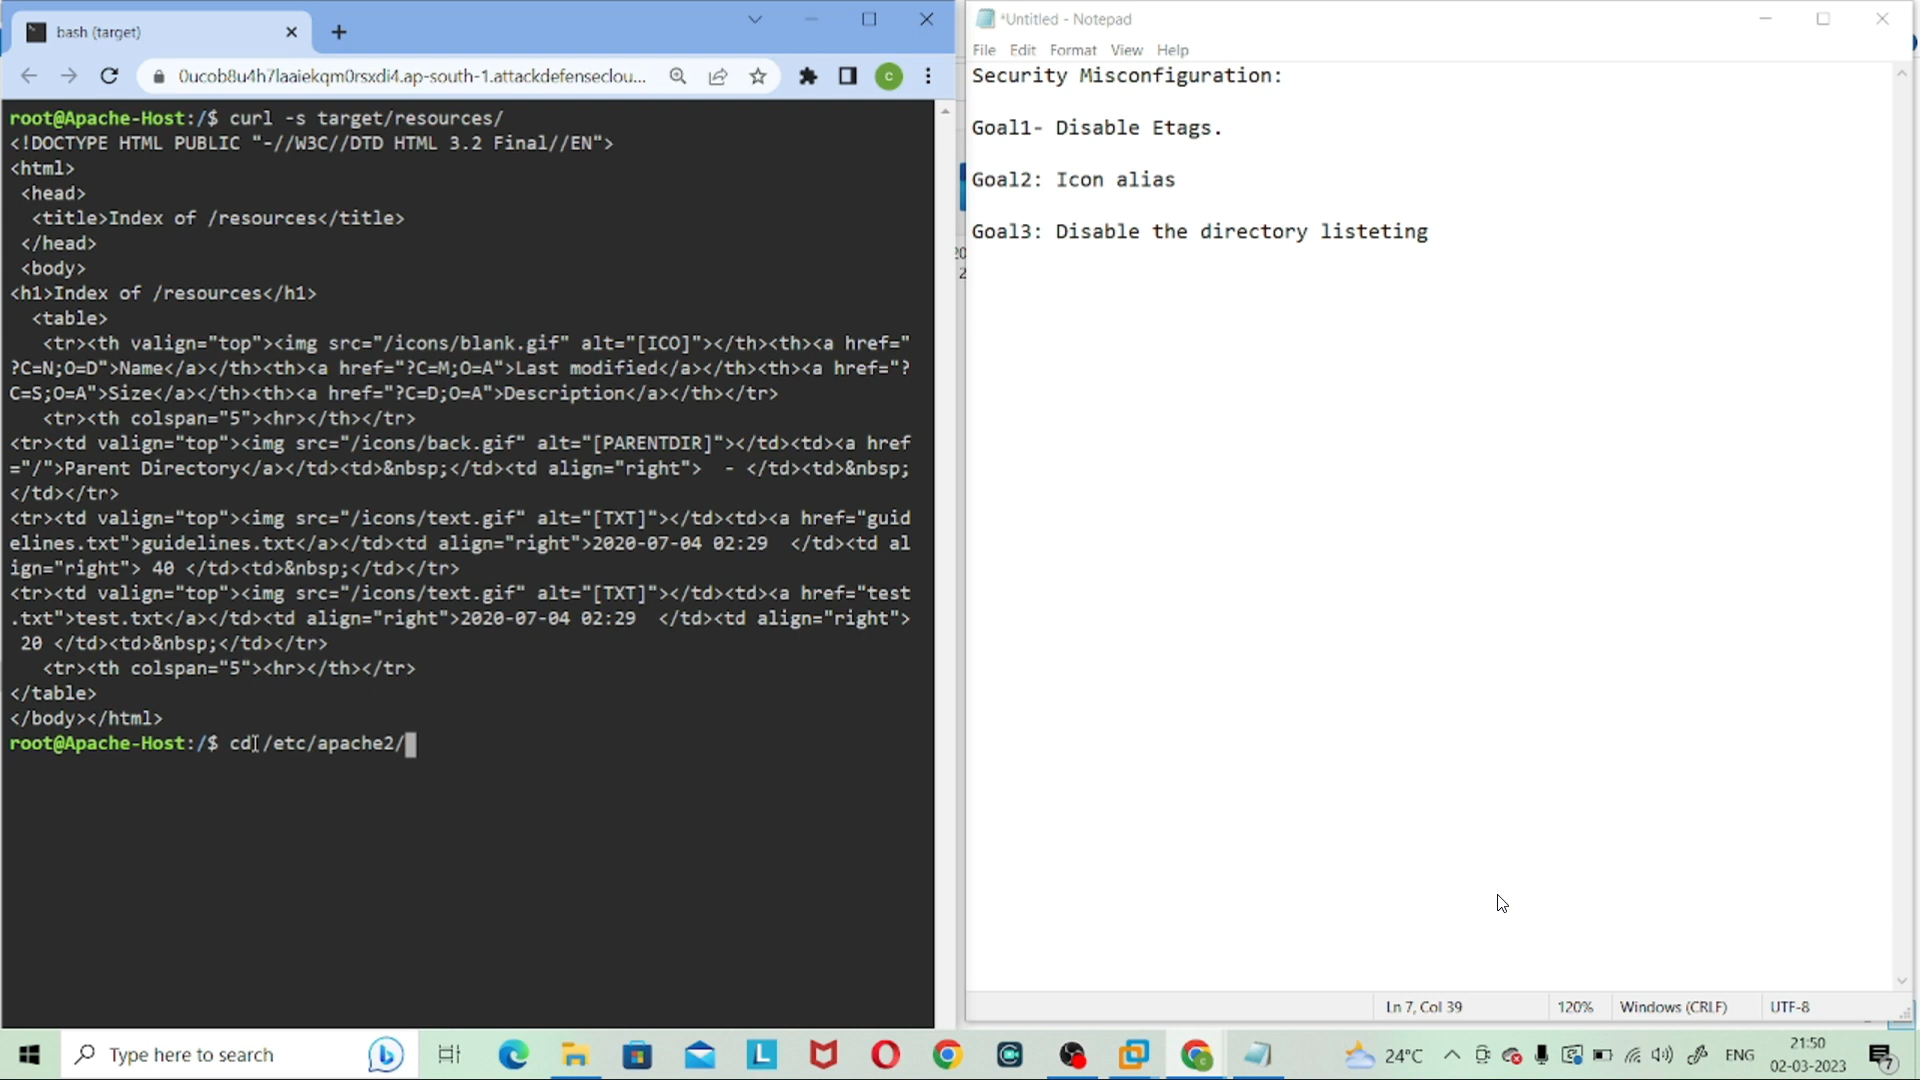 bash (target)
0ucob8u4h7laaiekqm0rsxdi4.ap-south-1.attackdefenseclou...
c
root@Apache-Host:/$ curl -s target/resources/
<!DOCTYPE HTML PUBLIC "-//W3C//DTD HTML 3.2 Final//EN">
<html>
 <head>
  <title>Index of /resources</title>
 </head>
 <body>
<h1>Index of /resources</h1>
  <table>
   <tr><th valign="top"><img src="/icons/blank.gif" alt="[ICO]"></th><th><a href="
?C=N;O=D">Name</a></th><th><a href="?C=M;O=A">Last modified</a></th><th><a href="?
C=S;O=A">Size</a></th><th><a href="?C=D;O=A">Description</a></th></tr>
   <tr><th colspan="5"><hr></th></tr>
<tr><td valign="top"><img src="/icons/back.gif" alt="[PARENTDIR]"></td><td><a href
="/">Parent Directory</a></td><td>&nbsp;</td><td align="right">  - </td><td>&nbsp;
</td></tr>
<tr><td valign="top"><img src="/icons/text.gif" alt="[TXT]"></td><td><a href="guid
elines.txt">guidelines.txt</a></td><td align="right">2020-07-04 02:29  </td><td al
ign="right"> 40 </td><td>&nbsp;</td></tr>
<tr><td valign="top"><img src="/icons/text.gif" alt="[TXT]"></td><td><a href="test
.txt">test.txt</a></td><td align="right">2020-07-04 02:29  </td><td align="right">
 20 </td><td>&nbsp;</td></tr>
   <tr><th colspan="5"><hr></th></tr>
</table>
</body></html>
root@Apache-Host:/$ cd /etc/apache2/
*Untitled - Notepad
File Edit Format View Help
Security Misconfiguration:
Goal1- Disable Etags.
Goal2: Icon alias
Goal3: Disable the directory listeting
20
2
Ln 7, Col 39
120%
Windows (CRLF)
UTF-8
Type here to search
L
24°C
ENG
21:50
02-03-2023
7